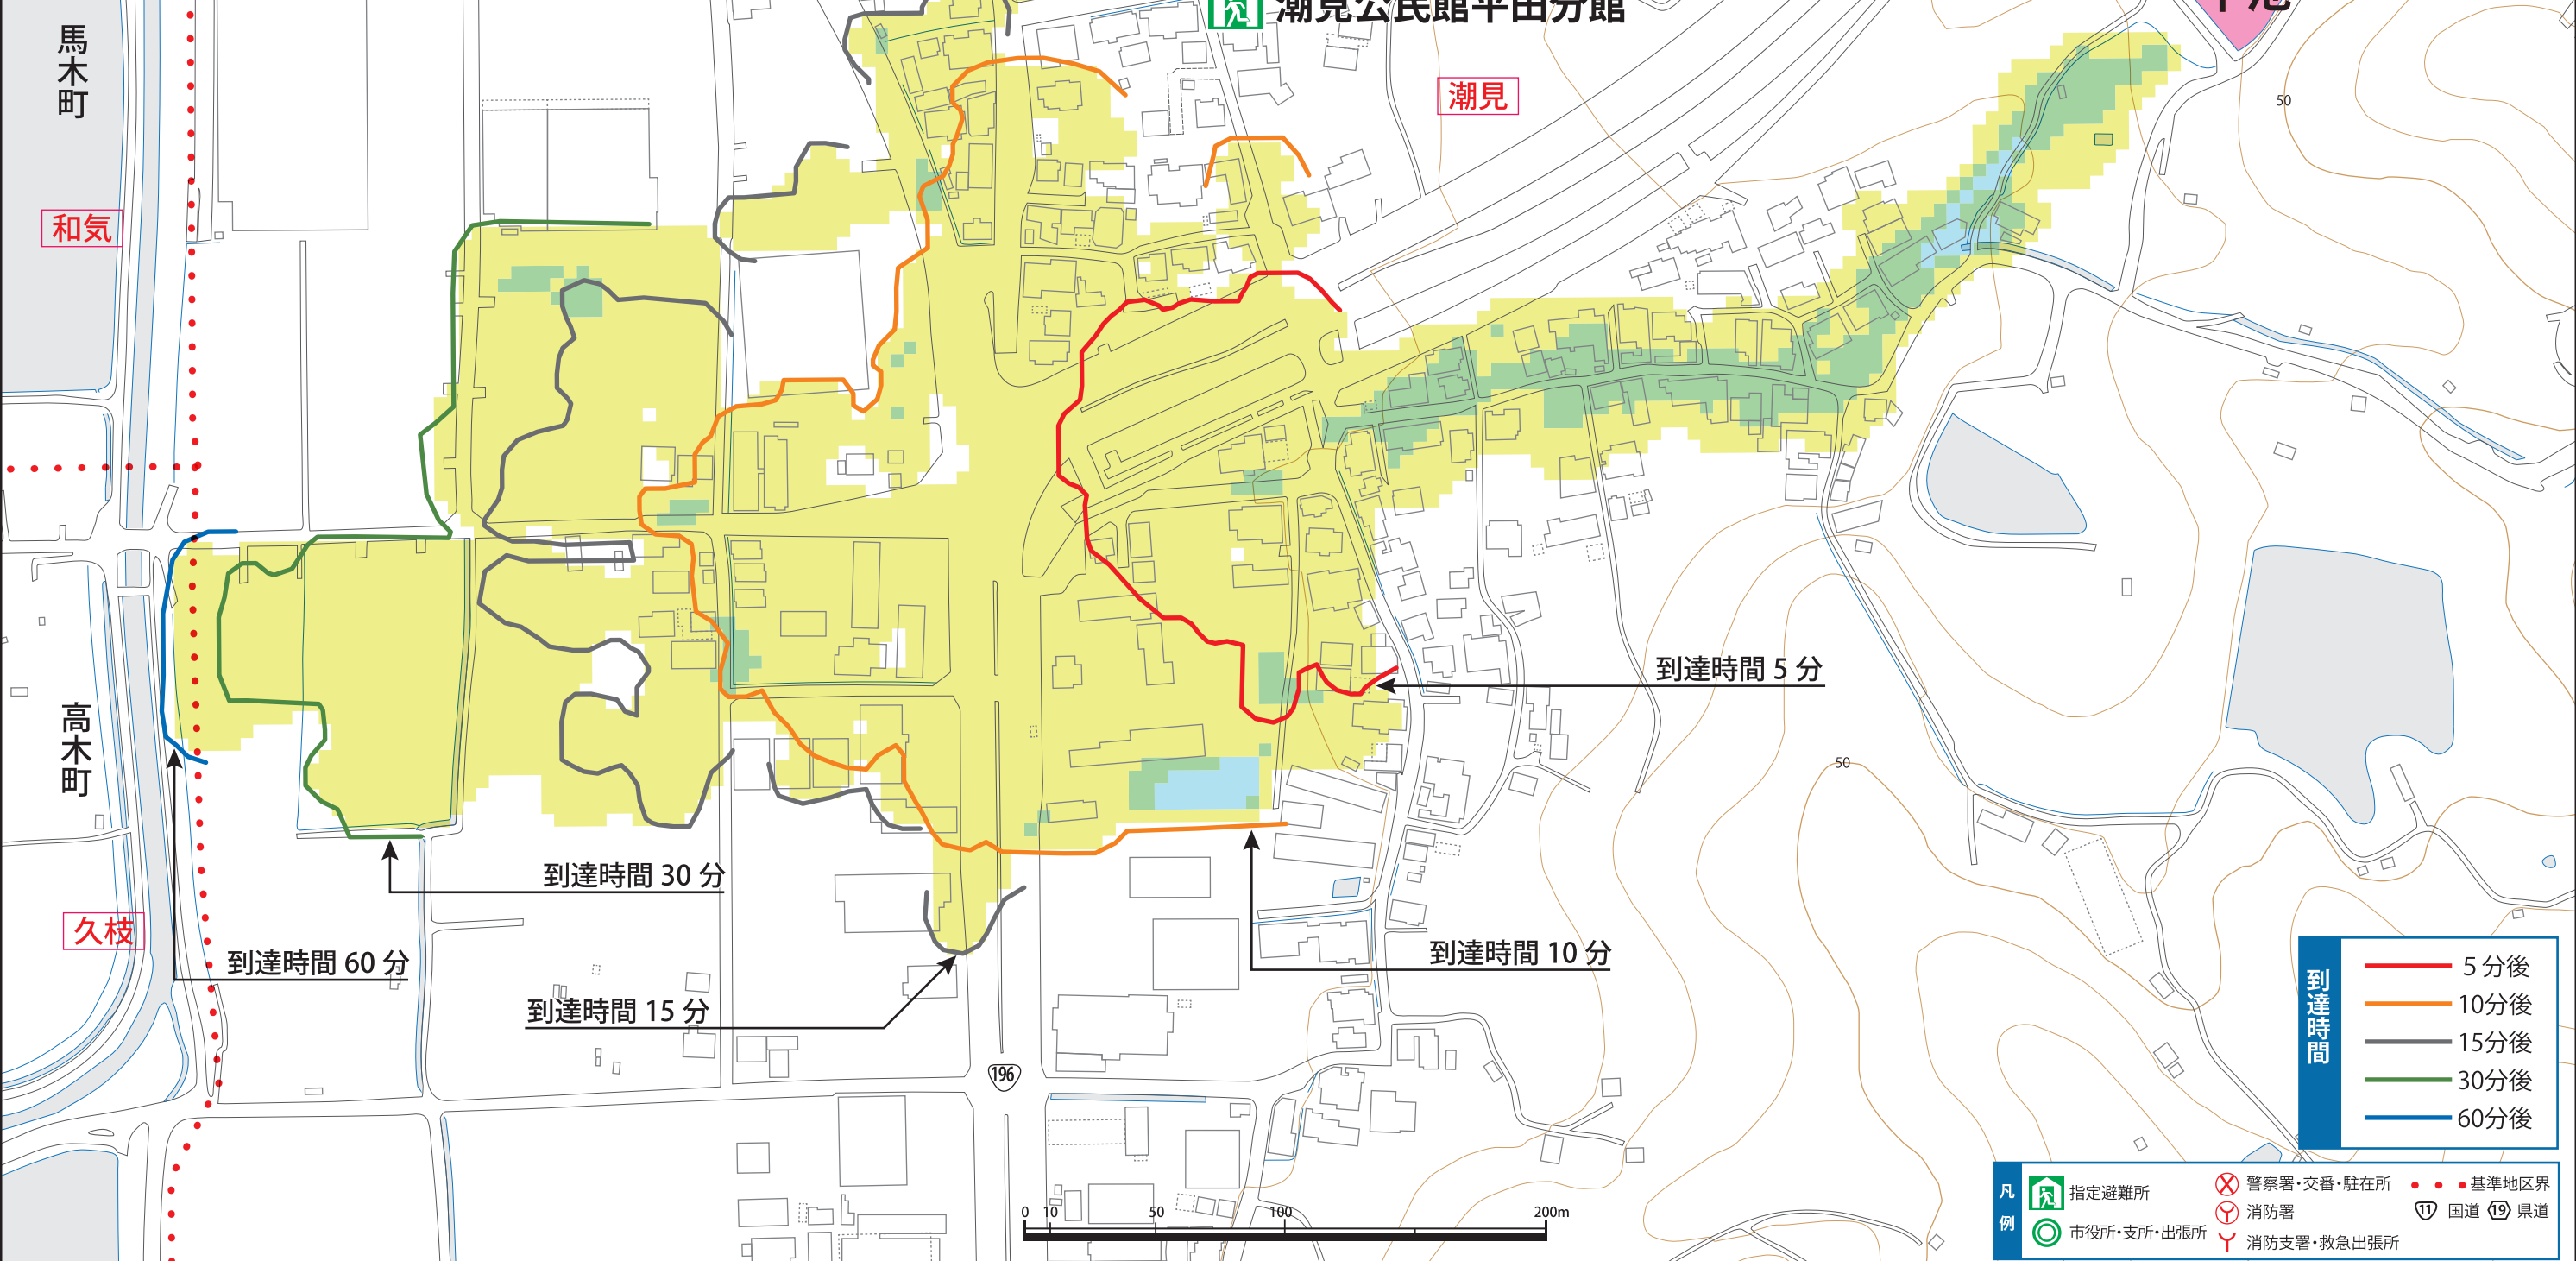 潮見公民館平田分館
馬木町
潮見
50
和気
到達時間 5 分
高木町
50
到達時間 30 分
久枝
到達時間 60 分
到達時間 10 分
到達時間 15 分
196
到達時間
5 分後
10分後
15分後
30分後
60分後
0 10 50 100 200m
凡例
指定避難所
市役所・支所・出張所
警察署・交番・駐在所
消防署
消防支署・救急出張所
基準地区界
11 国道 19 県道